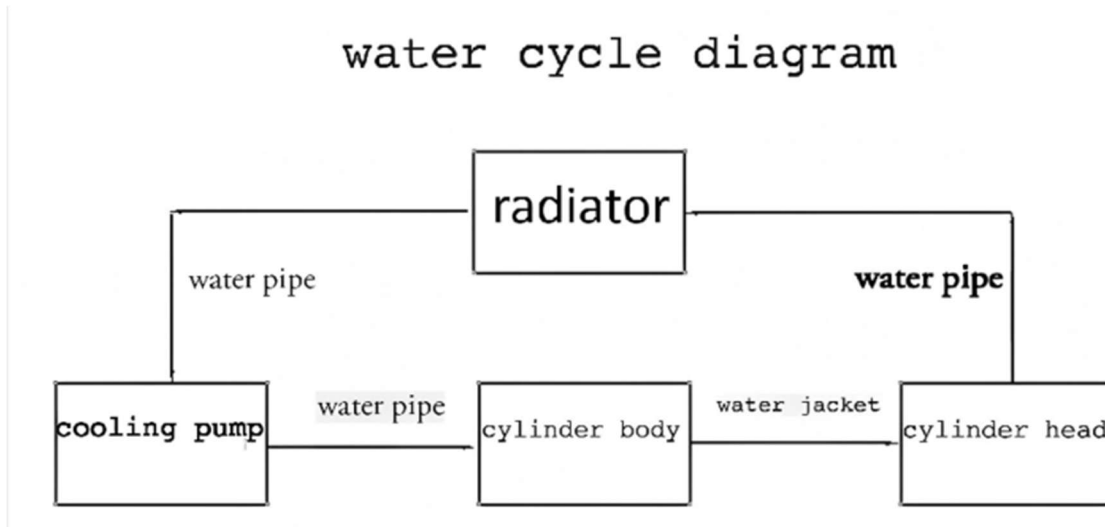 water cycle diagram
radiator
water pipe
water pipe
water pipe
water jacket
cooling pump
cylinder body
cylinder head